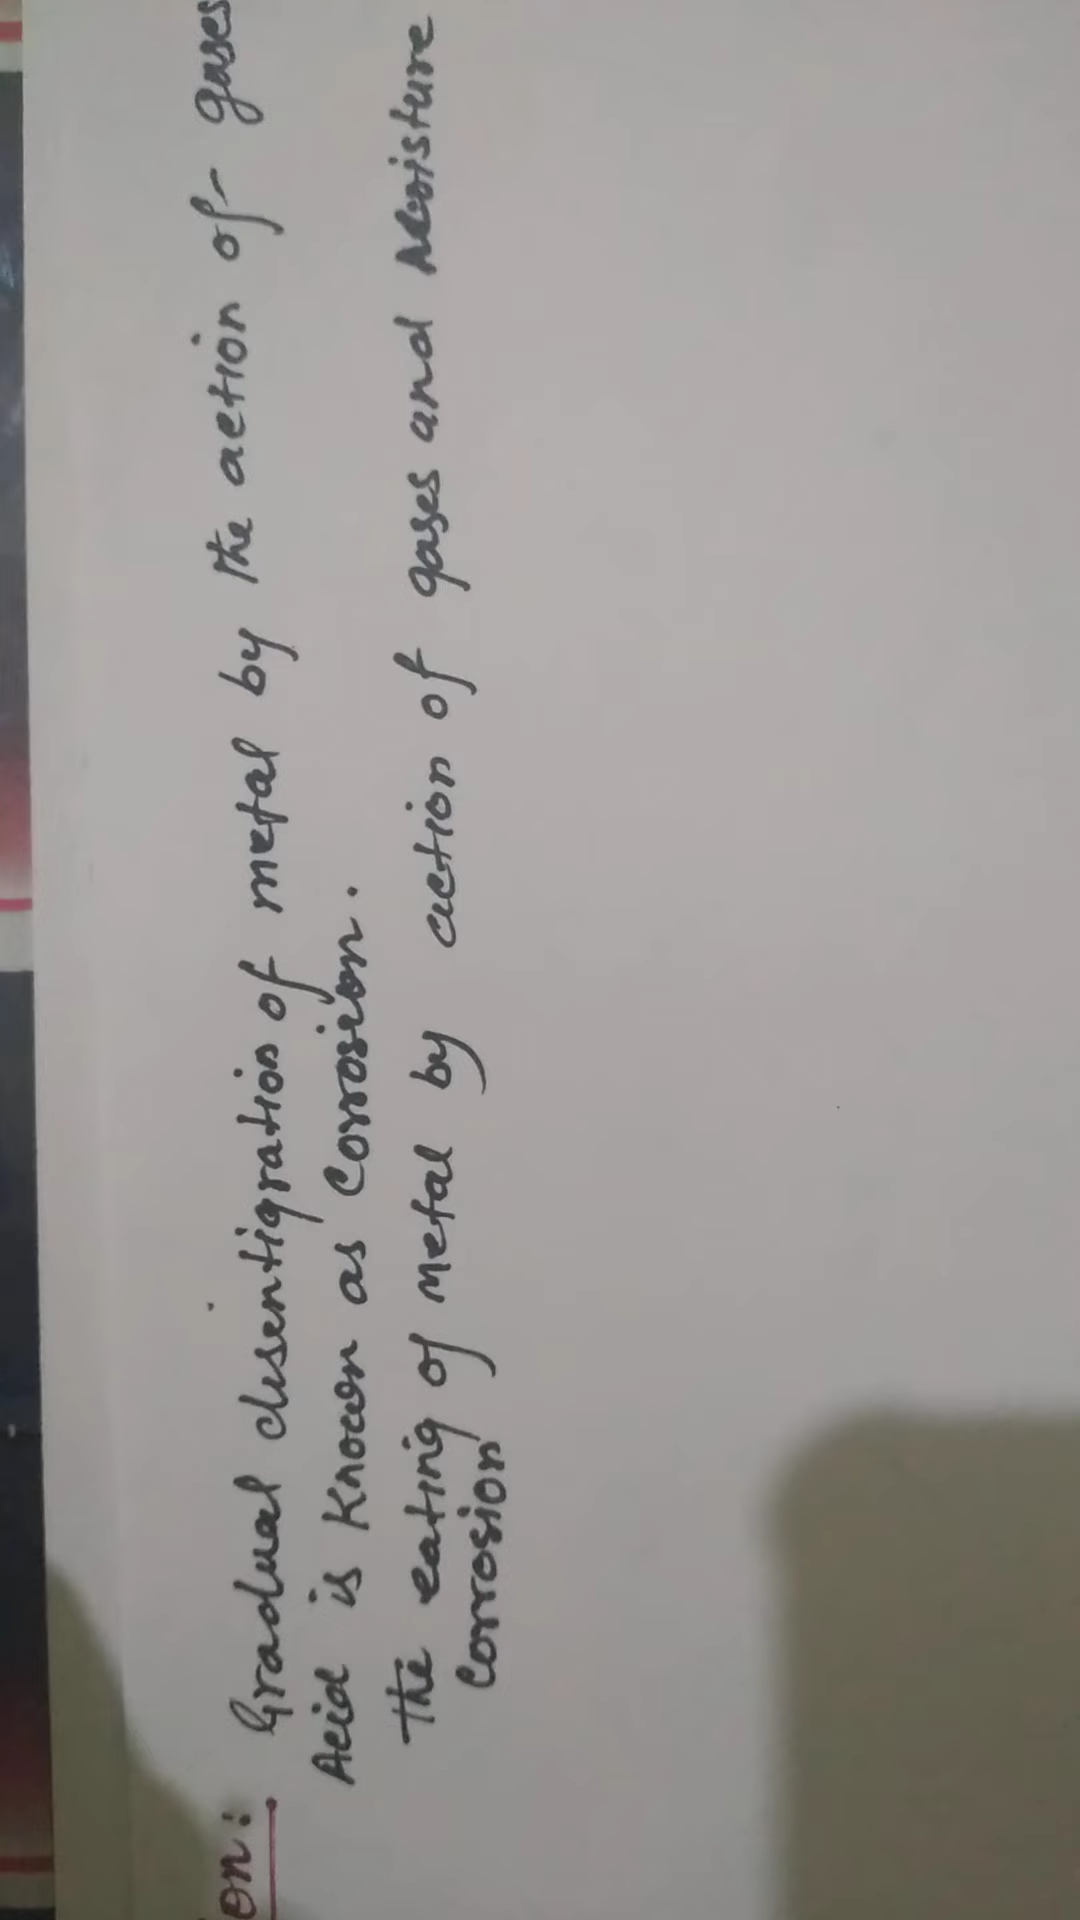 on: Gradual disentigration of metal by the action of gases
Acid is Known as Corrosion.
The eating of Metal by action of gases and Moisture
Corrosion